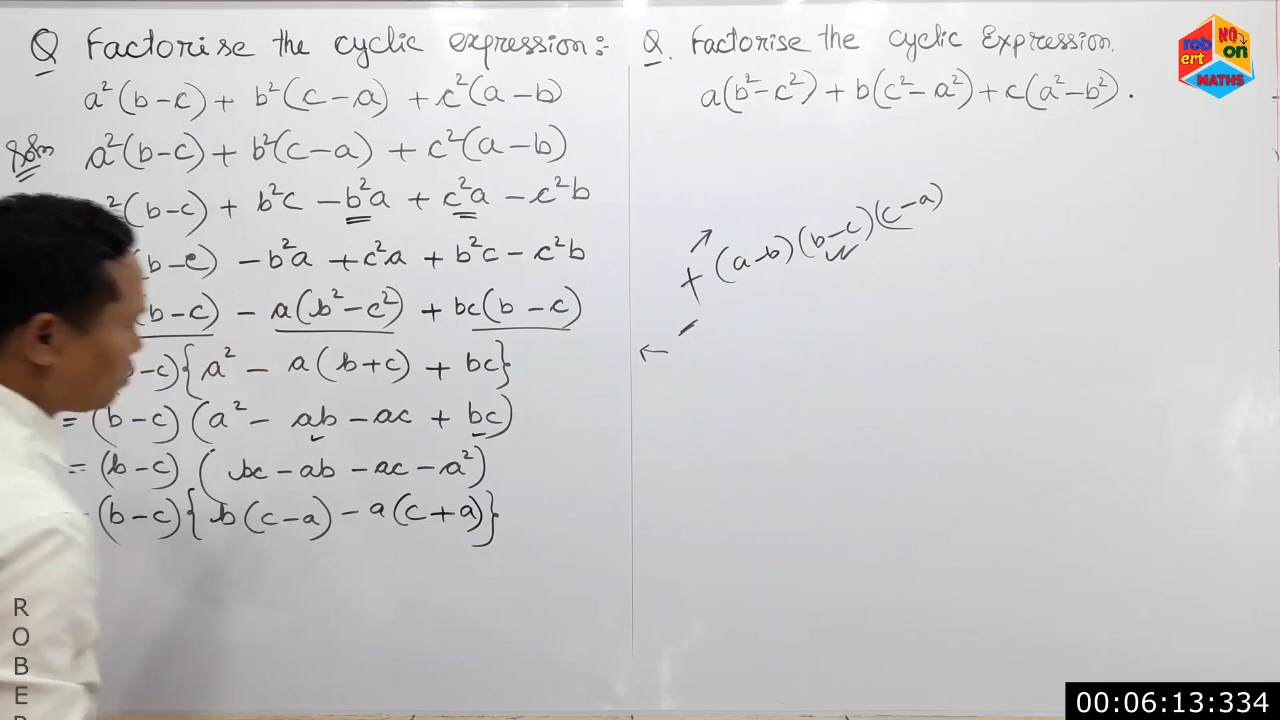 Q Factorise the cyclic expression:-
a²(b-c) + b²(c-a) + c²(a-b)
Soln a²(b-c) + b²(c-a) + c²(a-b)
²(b-c) + b²c - b²a + c²a - c²b
b-c) - b²a + c²a + b²c - c²b
b-c) - a(b²-c²) + bc(b-c)
-c){a² - a(b+c) + bc}
= (b-c) (a² - ab - ac + bc)
= (b-c) (bc - ab - ac - a²)
(b-c){b(c-a) - a(c+a)}
Q. Factorise the cyclic Expression.
a(b²-c²) + b(c²-a²) + c(a²-b²).
+ (a-b)(b-c)(c-a)
-
rob
ert
NO
on
MATHS
R
O
B
E
00:06:13:334